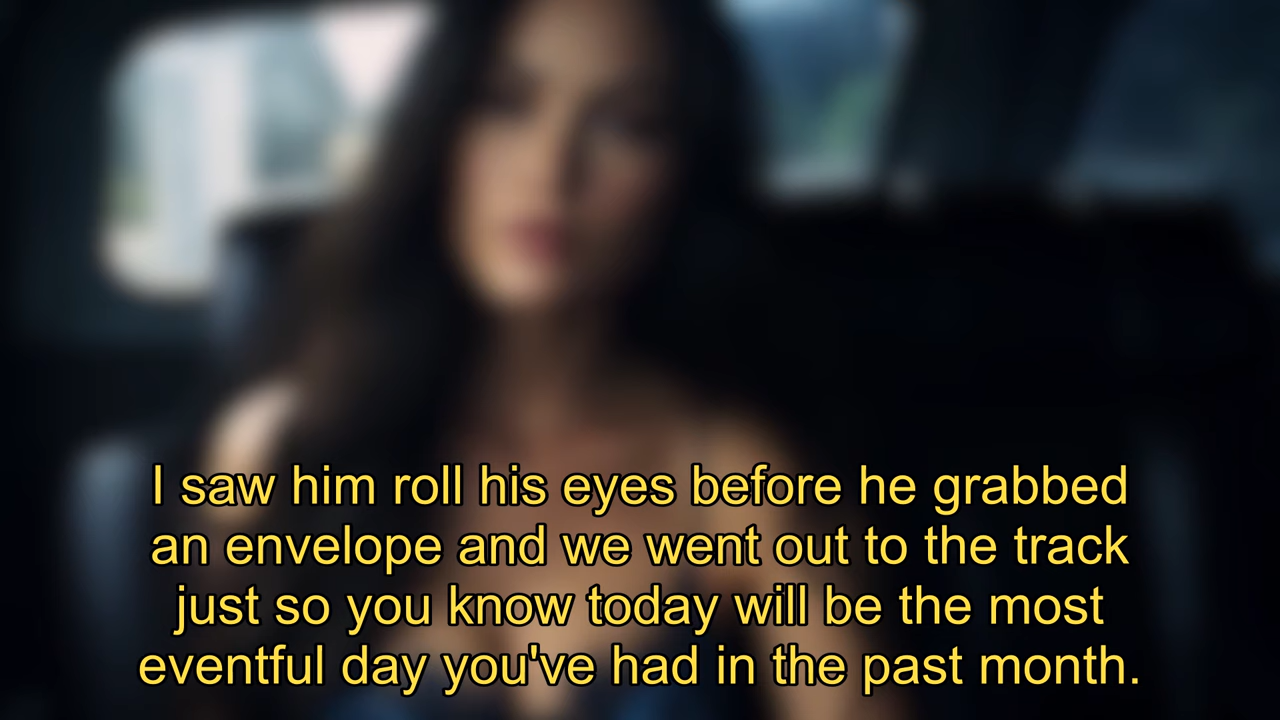 I saw him roll his eyes before he grabbed
an envelope and we went out to the track
just so you know today will be the most
eventful day you've had in the past month.